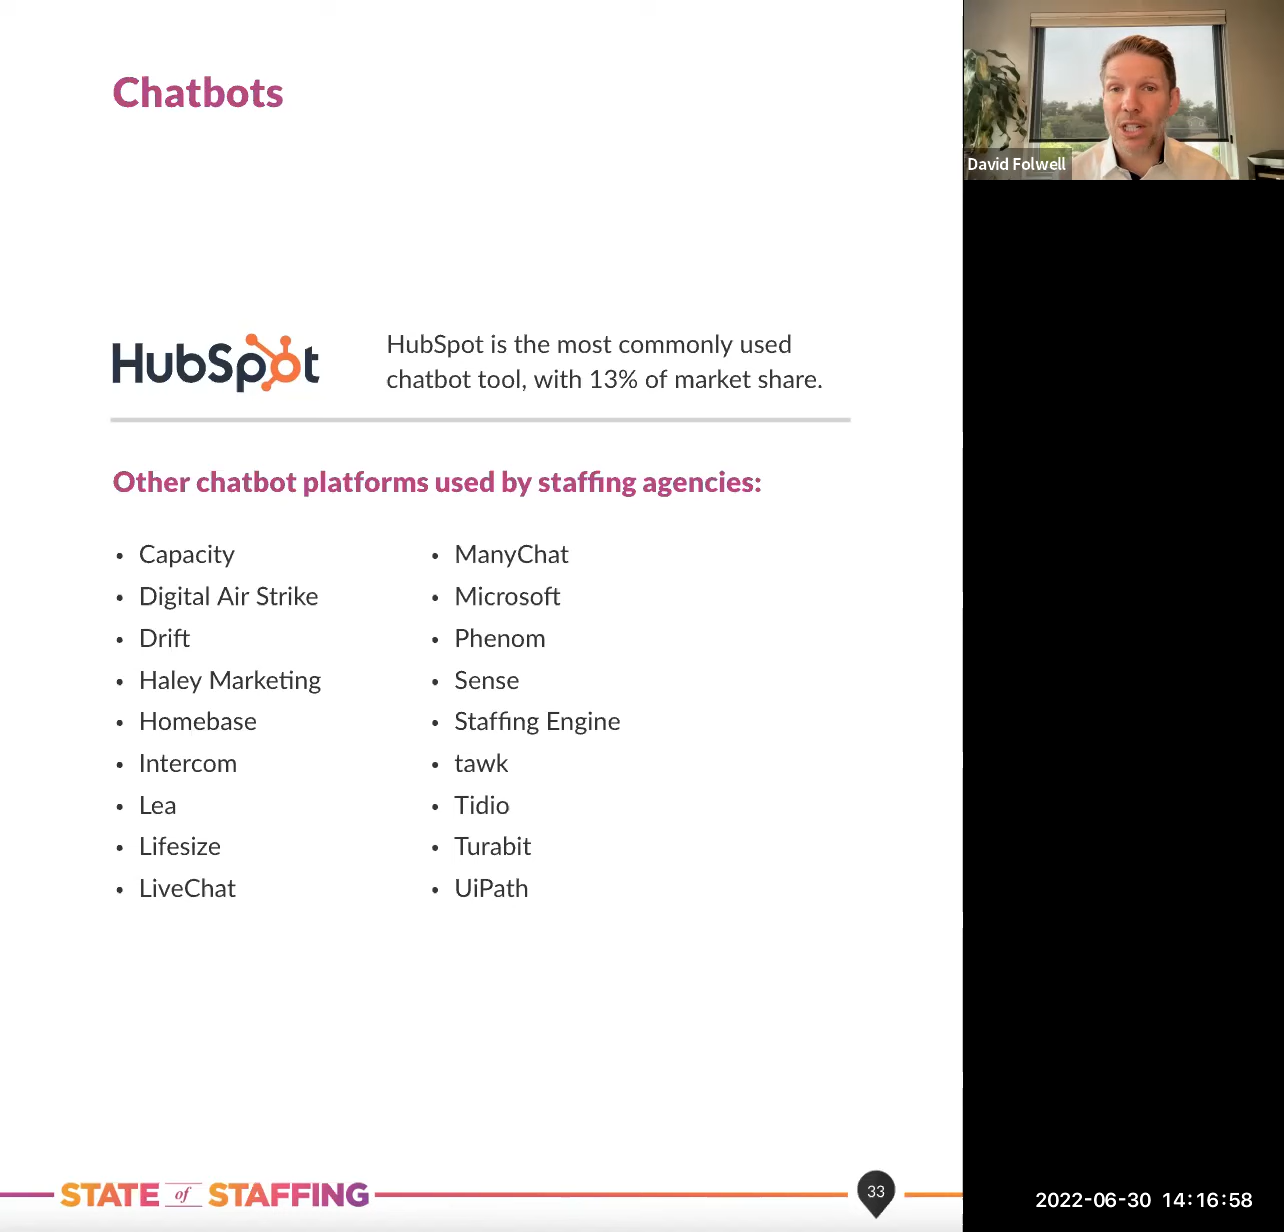 Chatbots
David Folwell
HubSpot
HubSpot is the most commonly used
chatbot tool, with 13% of market share.
Other chatbot platforms used by staffing agencies:
• Capacity
• Digital Air Strike
• Drift
• Haley Marketing
• Homebase
• Intercom
• Lea
• Lifesize
• LiveChat
• ManyChat
• Microsoft
• Phenom
• Sense
• Staffing Engine
• tawk
• Tidio
• Turabit
• UiPath
STATE of STAFFING
33
2022-06-30 14:16:58